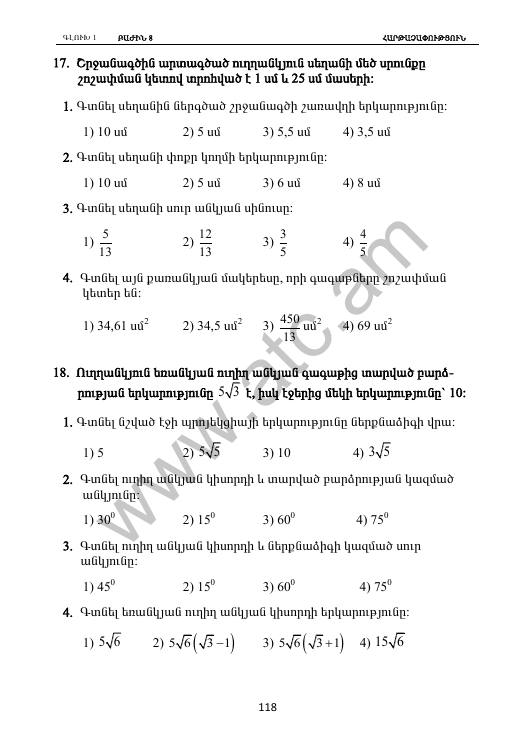 ԳԼՈՒԽ 1 ԲԱԺԻՆ 8 ՀԱՐԹԱՉԱՓՈՒԹՅՈՒՆ
17. Շրջանագծին արտագծած ուղղանկյուն սեղանի մեծ սրունքը
շոշափման կետով տրոհված է 1 սմ և 25 սմ մասերի:
1. Գտնել սեղանին ներգծած շրջանագծի շառավղի երկարությունը:
1) 10 սմ 2) 5 սմ 3) 5,5 սմ 4) 3,5 սմ
2. Գտնել սեղանի փոքր կողմի երկարությունը:
1) 10 սմ 2) 5 սմ 3) 6 սմ 4) 8 սմ
3. Գտնել սեղանի սուր անկյան սինուսը:
1) 5/13 2) 12/13 3) 3/5 4) 4/5
4. Գտնել այն քառանկյան մակերեսը, որի գագաթները շոշափման
կետեր են:
1) 34,61 սմ² 2) 34,5 սմ² 3) 450/13 սմ² 4) 69 սմ²
18. Ուղղանկյուն եռանկյան ուղիղ անկյան գագաթից տարված բարձ-
րության երկարությունը 5√3 է, իսկ էջերից մեկի երկարությունը՝ 10:
1. Գտնել նշված էջի պրոյեկցիայի երկարությունը ներքնաձիգի վրա:
1) 5 2) 5√5 3) 10 4) 3√5
2. Գտնել ուղիղ անկյան կիսորդի և տարված բարձրության կազմած
անկյունը:
1) 30⁰ 2) 15⁰ 3) 60⁰ 4) 75⁰
3. Գտնել ուղիղ անկյան կիսորդի և ներքնաձիգի կազմած սուր
անկյունը:
1) 45⁰ 2) 15⁰ 3) 60⁰ 4) 75⁰
4. Գտնել եռանկյան ուղիղ անկյան կիսորդի երկարությունը:
1) 5√6 2) 5√6(√3−1) 3) 5√6(√3+1) 4) 15√6
118
www.atc.am